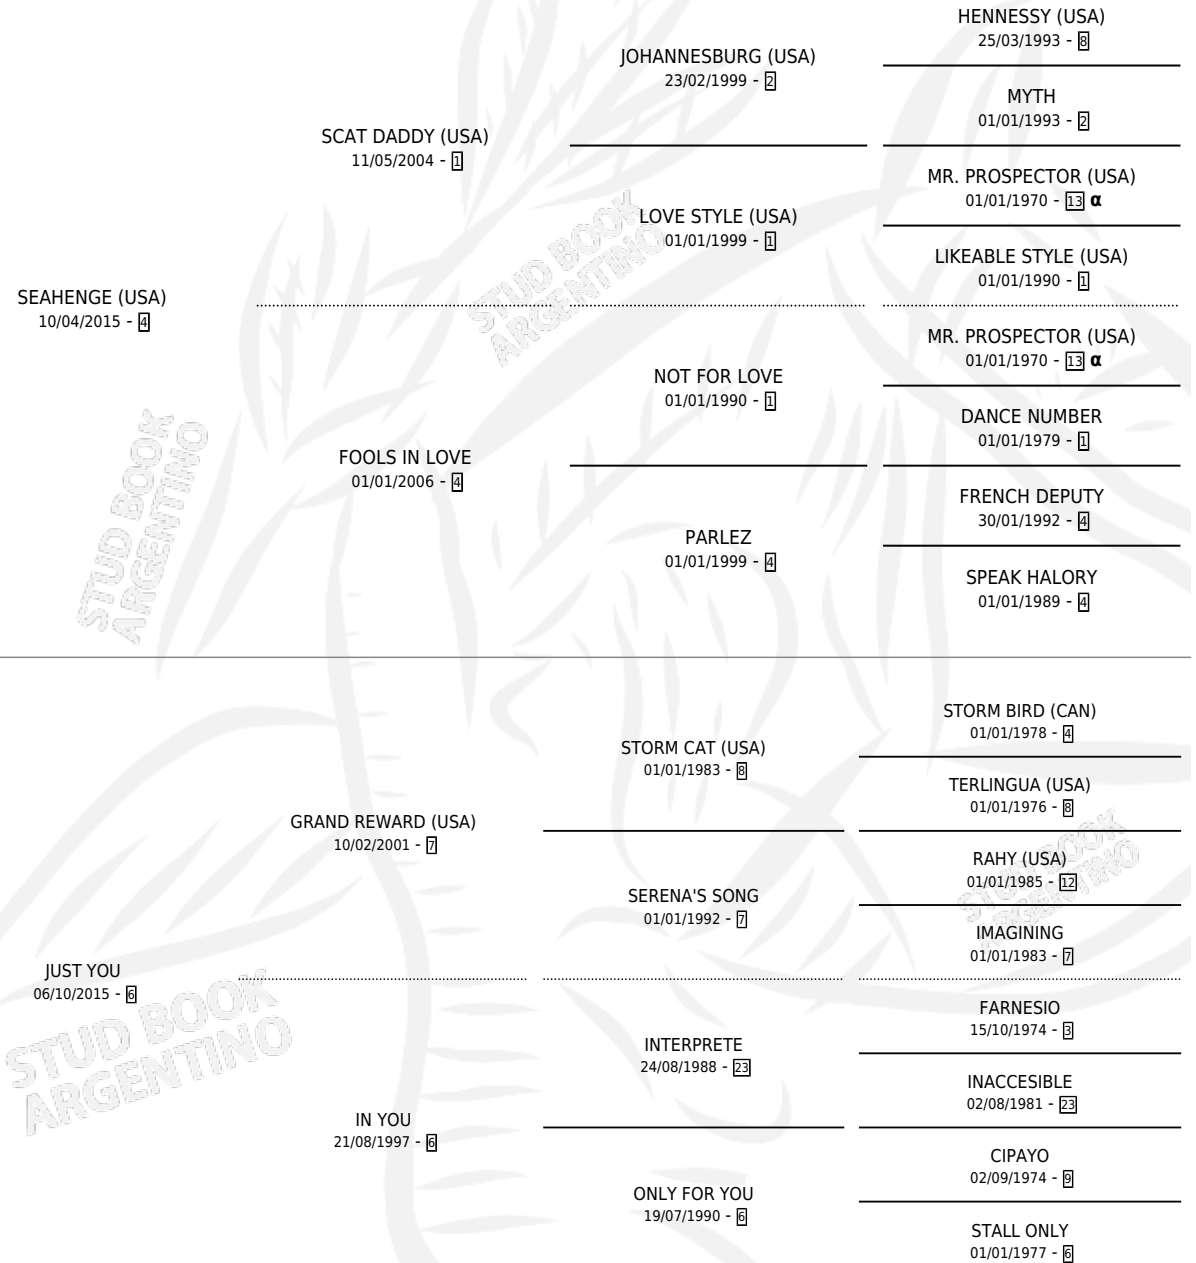 HENNESSY (USA)
25/03/1993 - 8
JOHANNESBURG (USA)
23/02/1999 - 2
MYTH
01/01/1993 - 2
SCAT DADDY (USA)
11/05/2004 - 1
MR. PROSPECTOR (USA)
01/01/1970 - 13 α
LOVE STYLE (USA)
01/01/1999 - 1
LIKEABLE STYLE (USA)
01/01/1990 - 1
SEAHENGE (USA)
10/04/2015 - 4
MR. PROSPECTOR (USA)
01/01/1970 - 13 α
NOT FOR LOVE
01/01/1990 - 1
DANCE NUMBER
01/01/1979 - 1
FOOLS IN LOVE
01/01/2006 - 4
FRENCH DEPUTY
30/01/1992 - 4
PARLEZ
01/01/1999 - 4
SPEAK HALORY
01/01/1989 - 4
STORM BIRD (CAN)
01/01/1978 - 4
STORM CAT (USA)
01/01/1983 - 8
TERLINGUA (USA)
01/01/1976 - 8
GRAND REWARD (USA)
10/02/2001 - 7
RAHY (USA)
01/01/1985 - 12
SERENA'S SONG
01/01/1992 - 7
IMAGINING
01/01/1983 - 7
JUST YOU
06/10/2015 - 6
FARNESIO
15/10/1974 - 3
INTERPRETE
24/08/1988 - 23
INACCESIBLE
02/08/1981 - 23
IN YOU
21/08/1997 - 6
CIPAYO
02/09/1974 - 9
ONLY FOR YOU
19/07/1990 - 6
STALL ONLY
01/01/1977 - 6
STUD BOOK
ARGENTINO
STUD BOOK
ARGENTINO
STUD BOOK
ARGENTINO
STUD BOOK
ARGENTINO